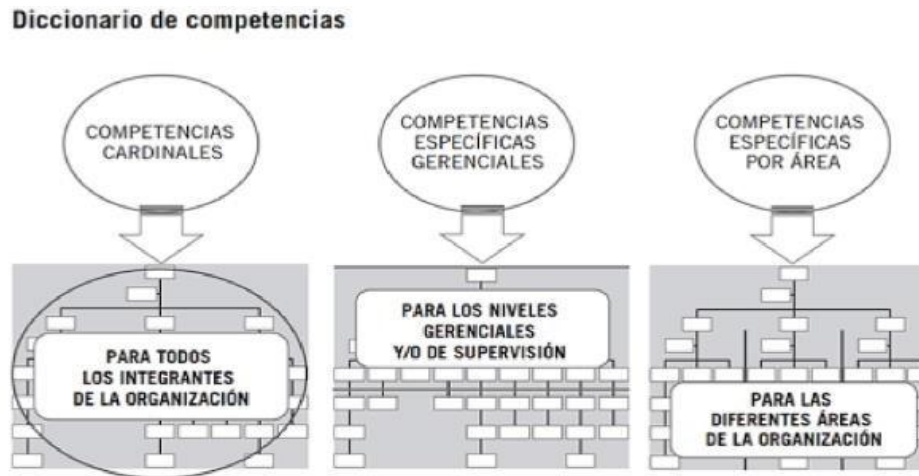 Diccionario de competencias
COMPETENCIAS
CARDINALES
COMPETENCIAS
ESPECÍFICAS
GERENCIALES
COMPETENCIAS
ESPECÍFICAS
POR ÁREA
PARA TODOS
LOS INTEGRANTES
DE LA ORGANIZACIÓN
PARA LOS NIVELES
GERENCIALES
Y/O DE SUPERVISIÓN
PARA LAS
DIFERENTES ÁREAS
DE LA ORGANIZACIÓN